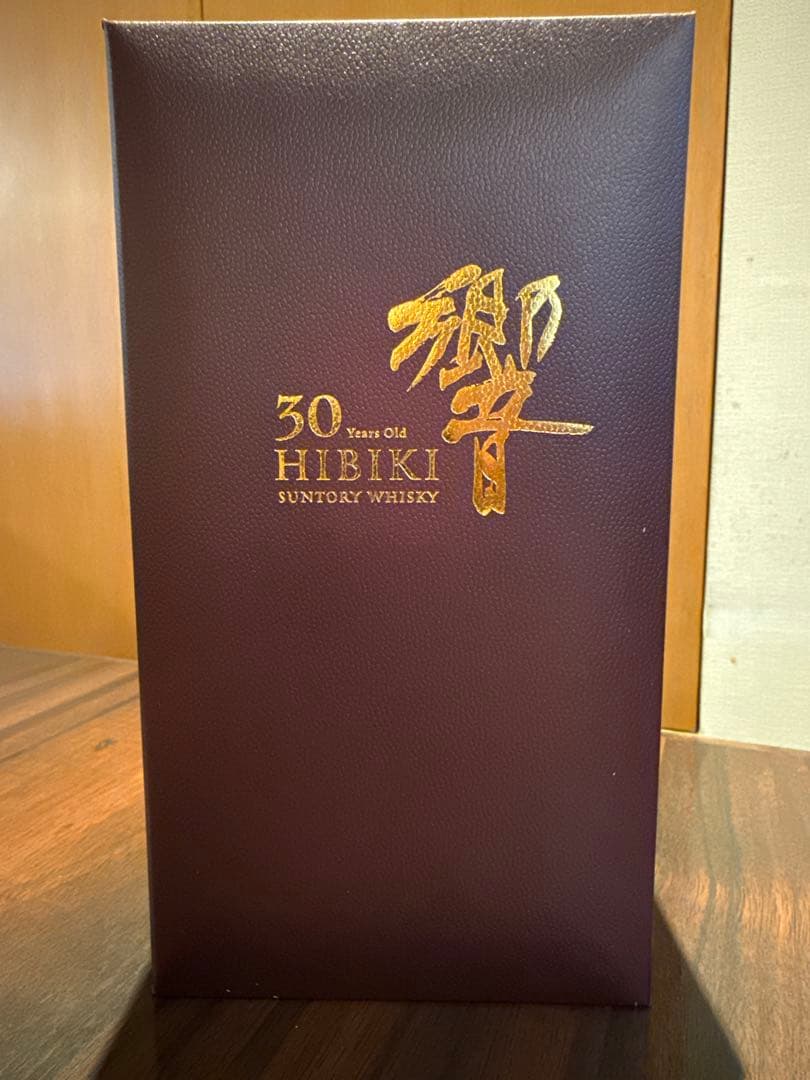 響
30 Years Old
HIBIKI
SUNTORY WHISKY